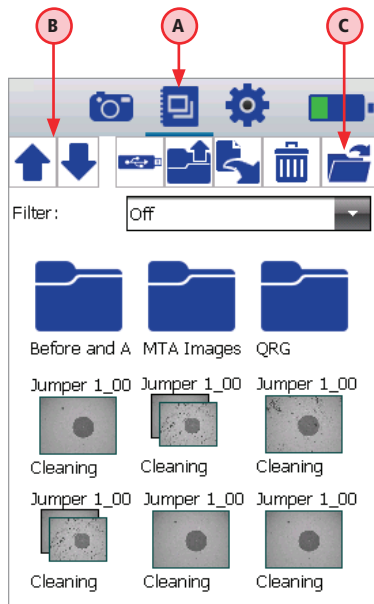 B A C
Filter: Off
Before and A MTA Images QRG
Jumper 1_00 Jumper 1_00 Jumper 1_00
Cleaning Cleaning Cleaning
Jumper 1_00 Jumper 1_00 Jumper 1_00
Cleaning Cleaning Cleaning